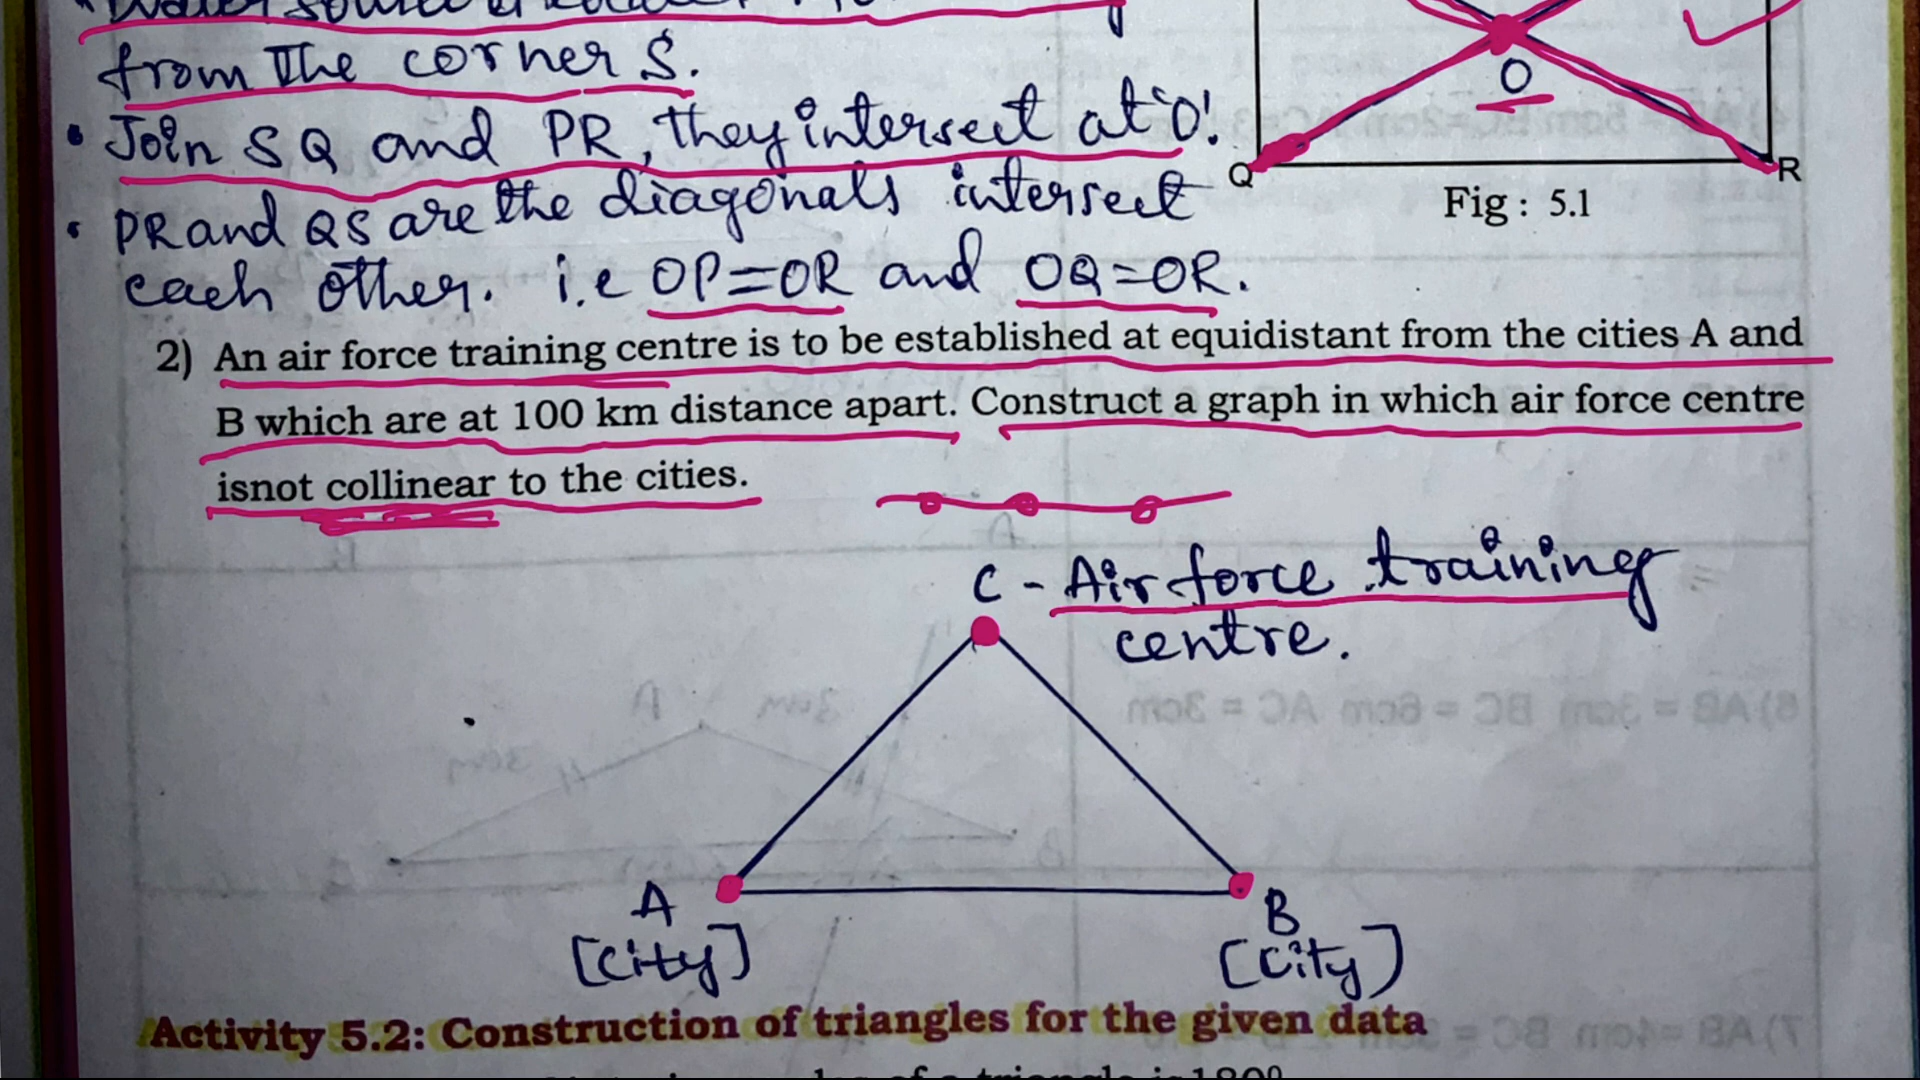 from the corner S.
O
• Join SQ and PR, they intersect at 'O'.
Q
R
• PR and QS are the diagonals intersect
Fig : 5.1
each other. i.e OP=OR and OQ=OR.
2) An air force training centre is to be established at equidistant from the cities A and
B which are at 100 km distance apart. Construct a graph in which air force centre
isnot collinear to the cities.
C - Air force training
centre.
A
[City]
B
[City]
Activity 5.2: Construction of triangles for the given data